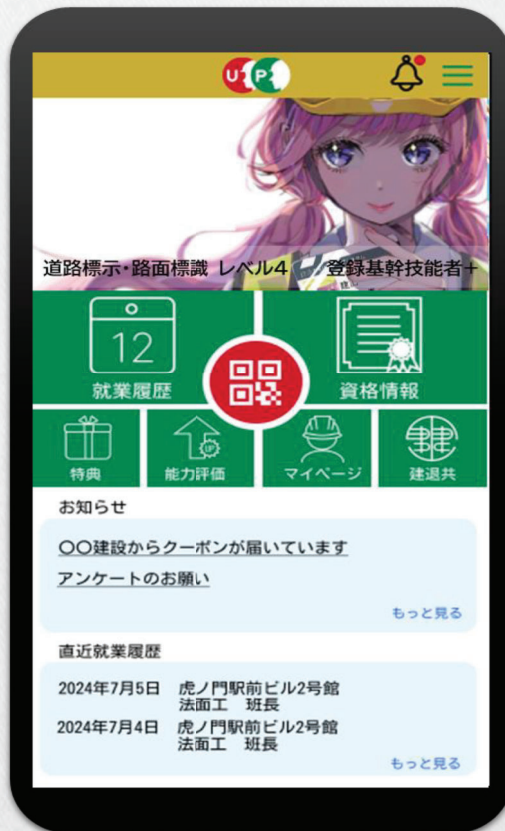 U P
道路標示・路面標識 レベル4 登録基幹技能者+
12
就業履歴
資格情報
特典
UP
能力評価
マイページ
建退共
お知らせ
〇〇建設からクーポンが届いています
アンケートのお願い
もっと見る
直近就業履歴
2024年7月5日 虎ノ門駅前ビル2号館
法面工 班長
2024年7月4日 虎ノ門駅前ビル2号館
法面工 班長
もっと見る